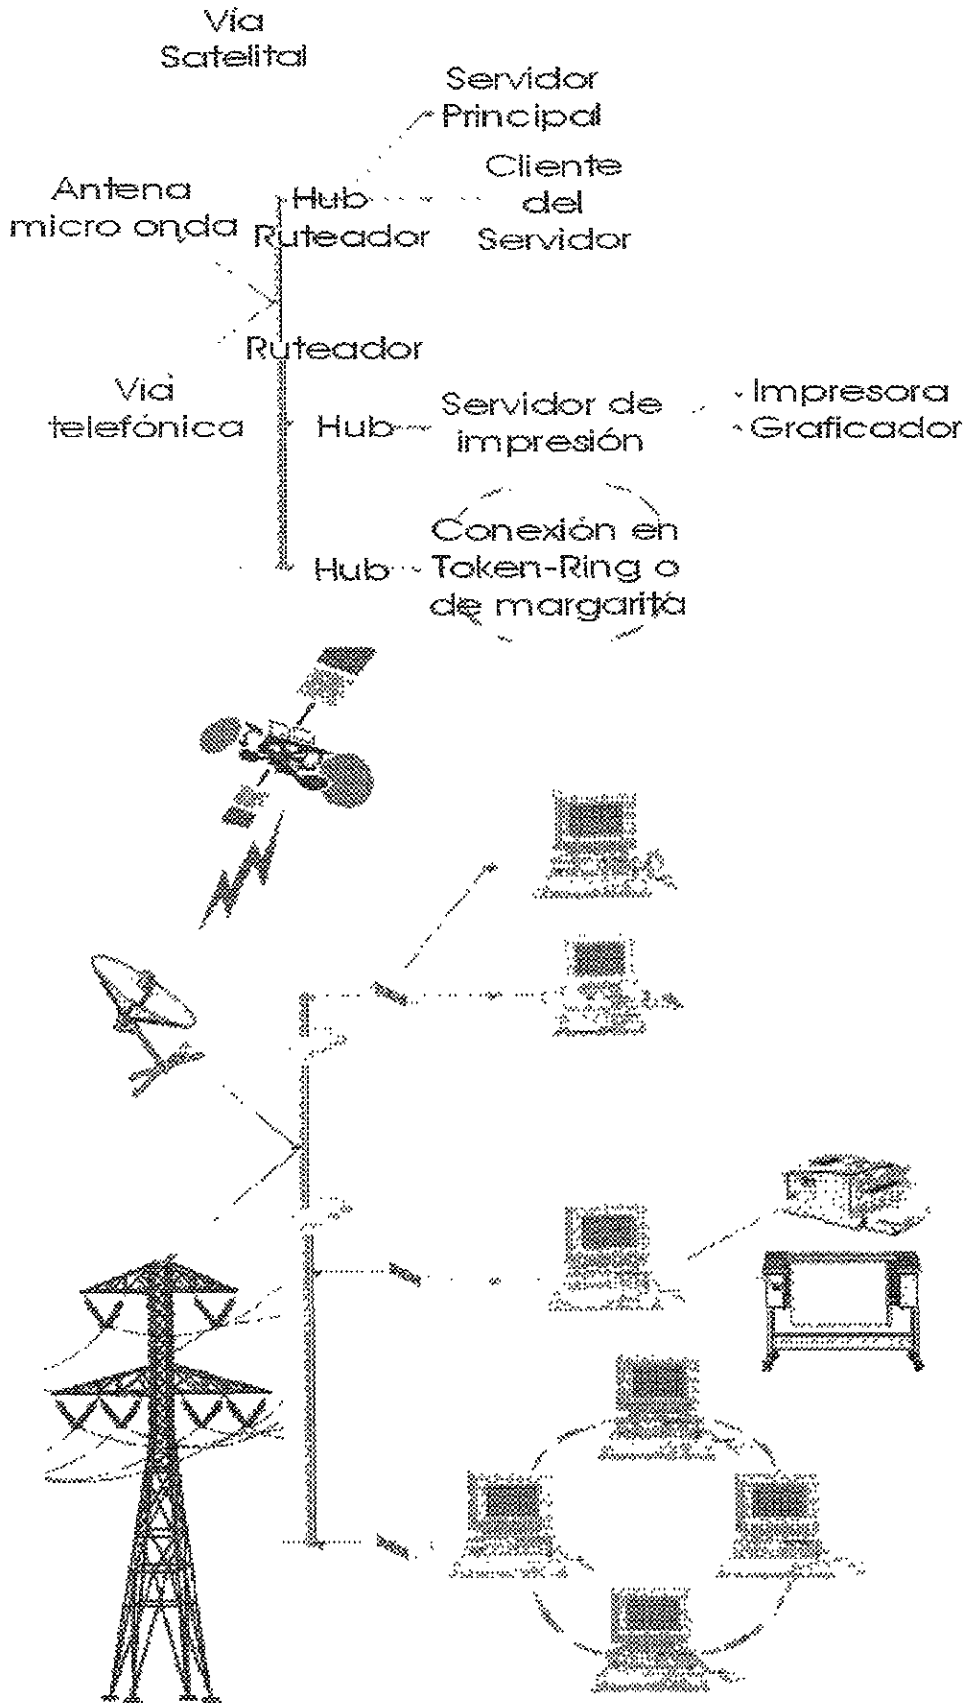 Vía
Satelital
Servidor
Principal
Antena
micro onda
Hub
Ruteador
Cliente
del
Servidor
Ruteador
Vía
telefónica
Hub
Servidor de
impresión
Impresora
Graficador
Hub
Conexión en
Token-Ring o
de margarita